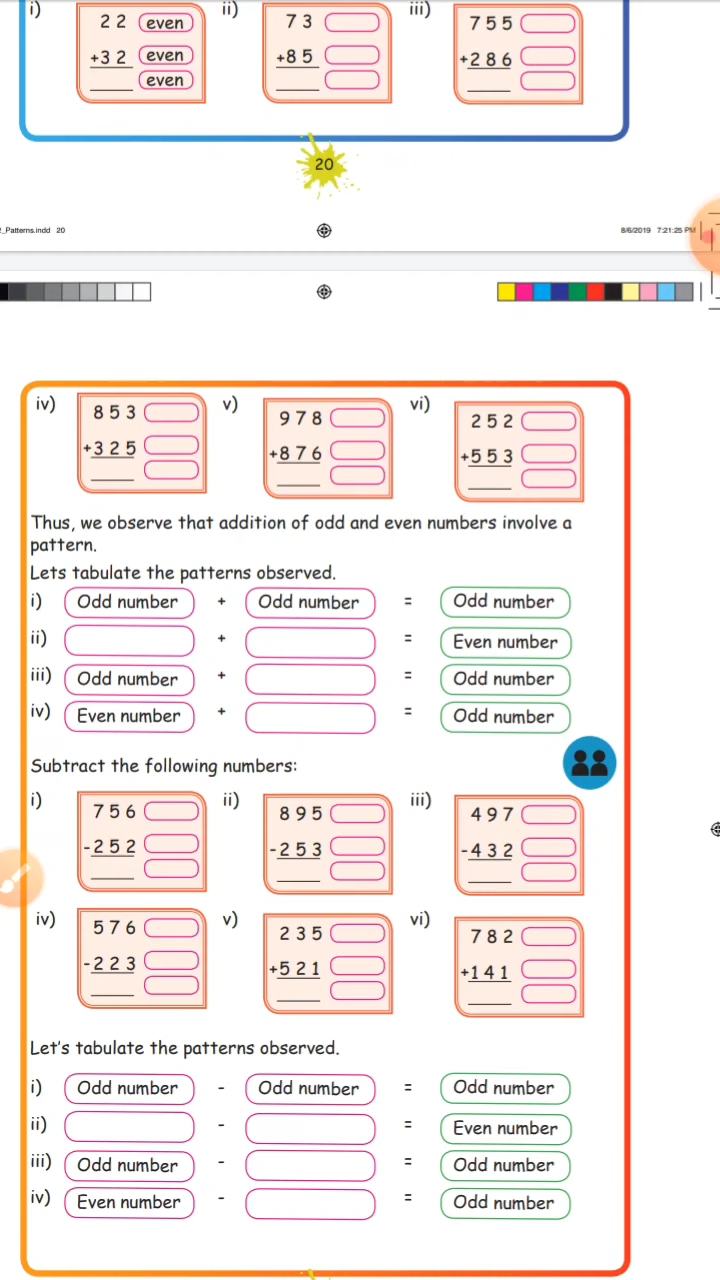 i) 2 2 even ii) 7 3 iii) 7 5 5
+3 2 even +8 5 +2 8 6
even
20
_Patterns.indd 20 8/6/2019 7:21:25 PM
iv) 8 5 3 v) 9 7 8 vi) 2 5 2
+3 2 5 +8 7 6 +5 5 3
Thus, we observe that addition of odd and even numbers involve a
pattern.
Lets tabulate the patterns observed.
i) Odd number + Odd number = Odd number
ii) + = Even number
iii) Odd number + = Odd number
iv) Even number + = Odd number
Subtract the following numbers:
i) 7 5 6 ii) 8 9 5 iii) 4 9 7
-2 5 2 -2 5 3 -4 3 2
iv) 5 7 6 v) 2 3 5 vi) 7 8 2
-2 2 3 +5 2 1 +1 4 1
Let's tabulate the patterns observed.
i) Odd number - Odd number = Odd number
ii) - = Even number
iii) Odd number - = Odd number
iv) Even number - = Odd number